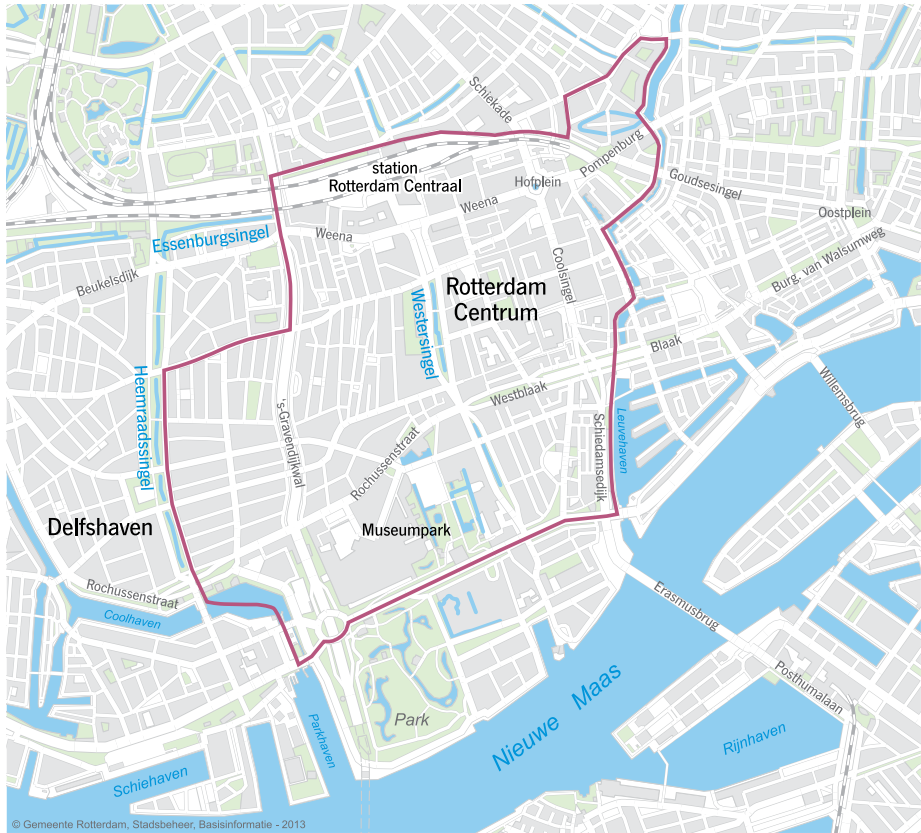 Schiekade
station
Rotterdam Centraal
Hofplein
Pompenburg
Goudsesingel
Weena
Weena
Oostplein
Essenburgsingel
Beukelsdijk
Burg. van Walsumweg
Coolsingel
Rotterdam
Centrum
Westersingel
Blaak
Westblaak
Willemsbrug
Heemraadssingel
's-Gravendijkwal
Rochussenstraat
Schiedamsedijk
Leuvehaven
Delfshaven
Museumpark
Rochussenstraat
Coolhaven
Erasmusbrug
Posthumalaan
Nieuwe Maas
Park
Parkhaven
Rijnhaven
Schiehaven
© Gemeente Rotterdam, Stadsbeheer, Basisinformatie - 2013